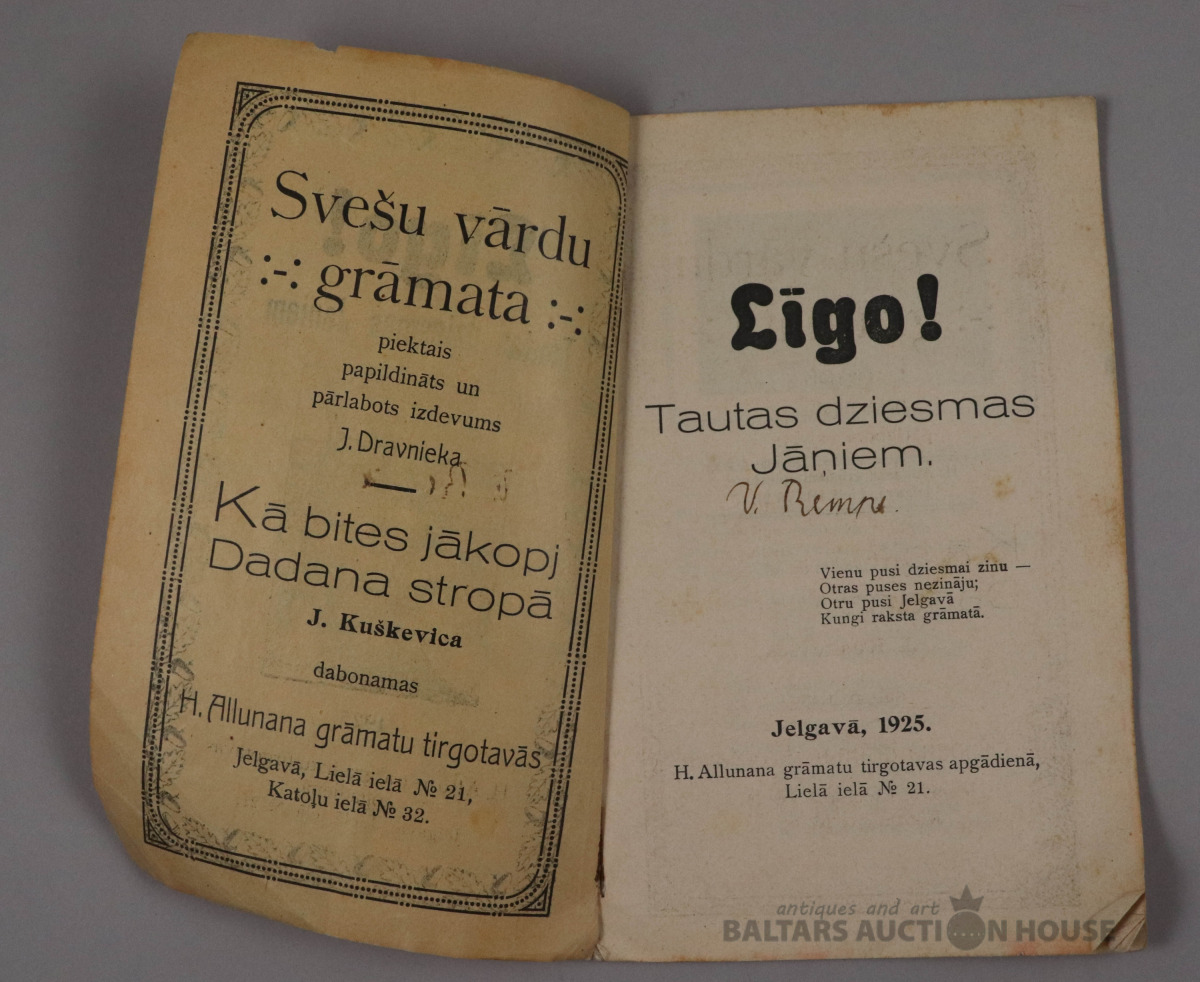 Svešu vārdu
:-: grāmata :-:
piektais
papildināts un
pārlabots izdevums
J. Dravnieka
Kā bites jākopj
Dadana stropā
J. Kuškevica
dabonamas
H. Allunana grāmatu tirgotavās
Jelgavā, Lielā ielā № 21,
Katoļu ielā № 32.
Līgo!
Tautas dziesmas
Jāņiem.
V. Rempe.
Vienu pusi dziesmai zinu —
Otras puses nezināju;
Otru pusi Jelgavā
Kungi raksta grāmatā.
Jelgavā, 1925.
H. Allunana grāmatu tirgotavas apgādienā,
Lielā ielā № 21.
antiques and art
BALTARS AUCTION HOUSE